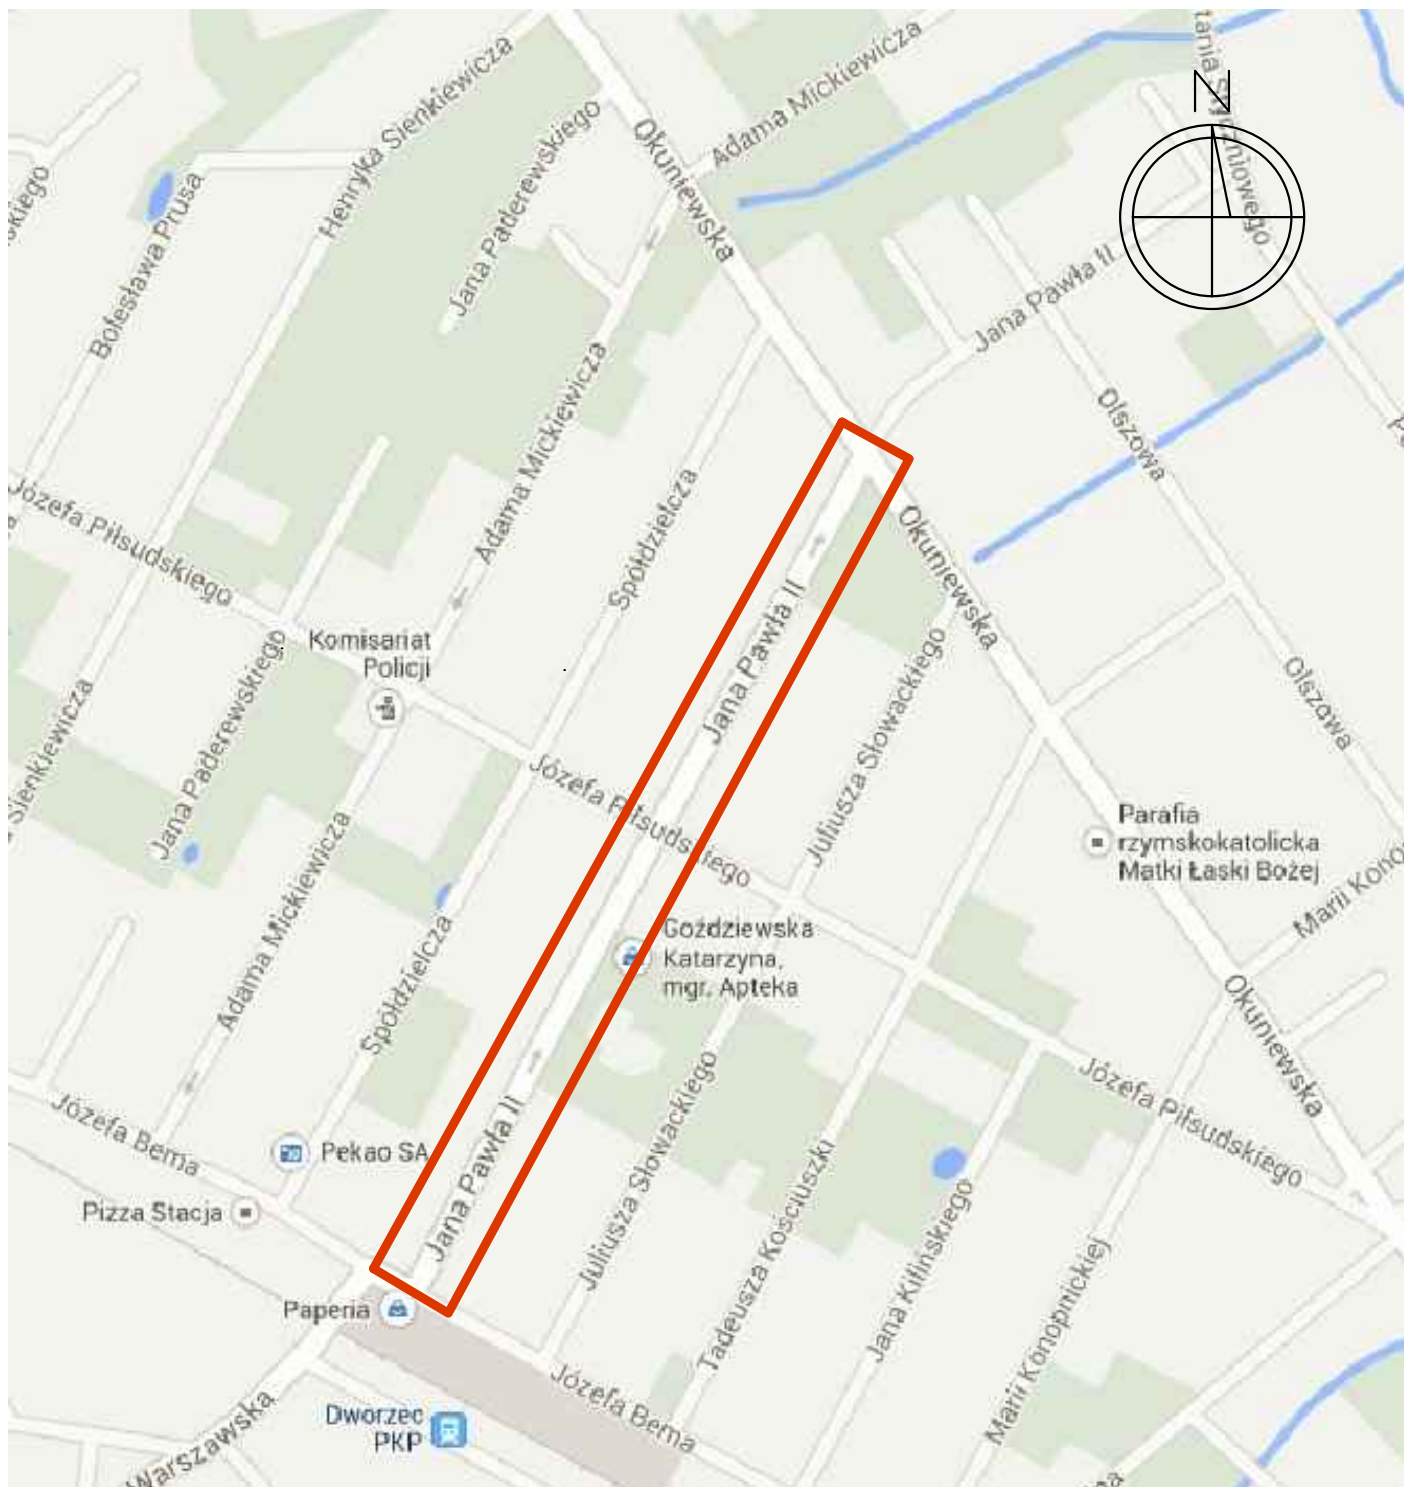 Henryka Sienkiewicza
Adama Mickiewicza
Okuniewska
Jana Paderewskiego
N
Bolesława Prusa
Jana Pawła II
Olszowa
Józefa Piłsudskiego
Adama Mickiewicza
Spółdzielcza
Okuniewska
Komisariat
Policji
Jana Pawła II
Juliusza Słowackiego
Jana Paderewskiego
Sienkiewicza
Olszowa
Józefa Piłsudskiego
Parafia
rzymskokatolicka
Matki Łaski Bożej
Adama Mickiewicza
Spółdzielcza
Goździewska
Katarzyna,
mgr. Apteka
Okuniewska
Józefa Bema
Pekao SA
Jana Pawła II
Juliusza Słowackiego
Józefa Piłsudskiego
Pizza Stacja
Tadeusza Kościuszki
Jana Kilińskiego
Marii Konopnickiej
Paperia
Józefa Bema
Dworzec
PKP
Warszawska